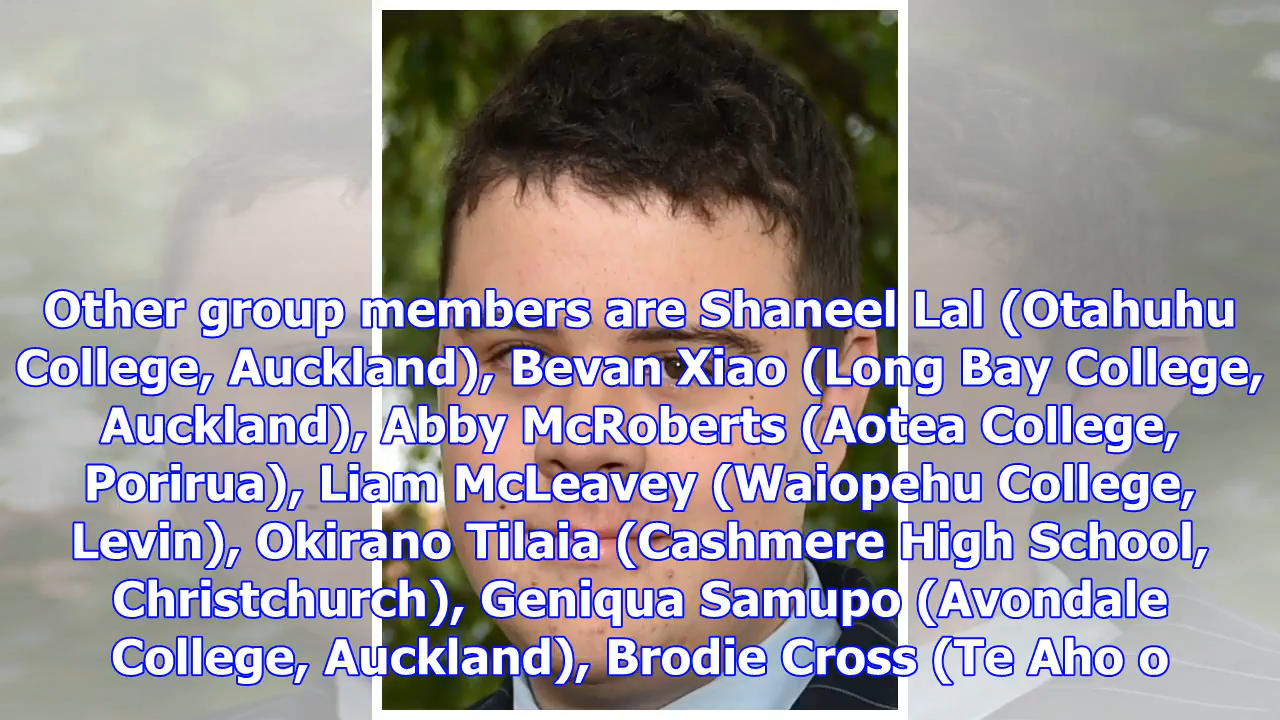 Other group members are Shaneel Lal (Otahuhu
College, Auckland), Bevan Xiao (Long Bay College,
Auckland), Abby McRoberts (Aotea College,
Porirua), Liam McLeavey (Waiopehu College,
Levin), Okirano Tilaia (Cashmere High School,
Christchurch), Geniqua Samupo (Avondale
College, Auckland), Brodie Cross (Te Aho o